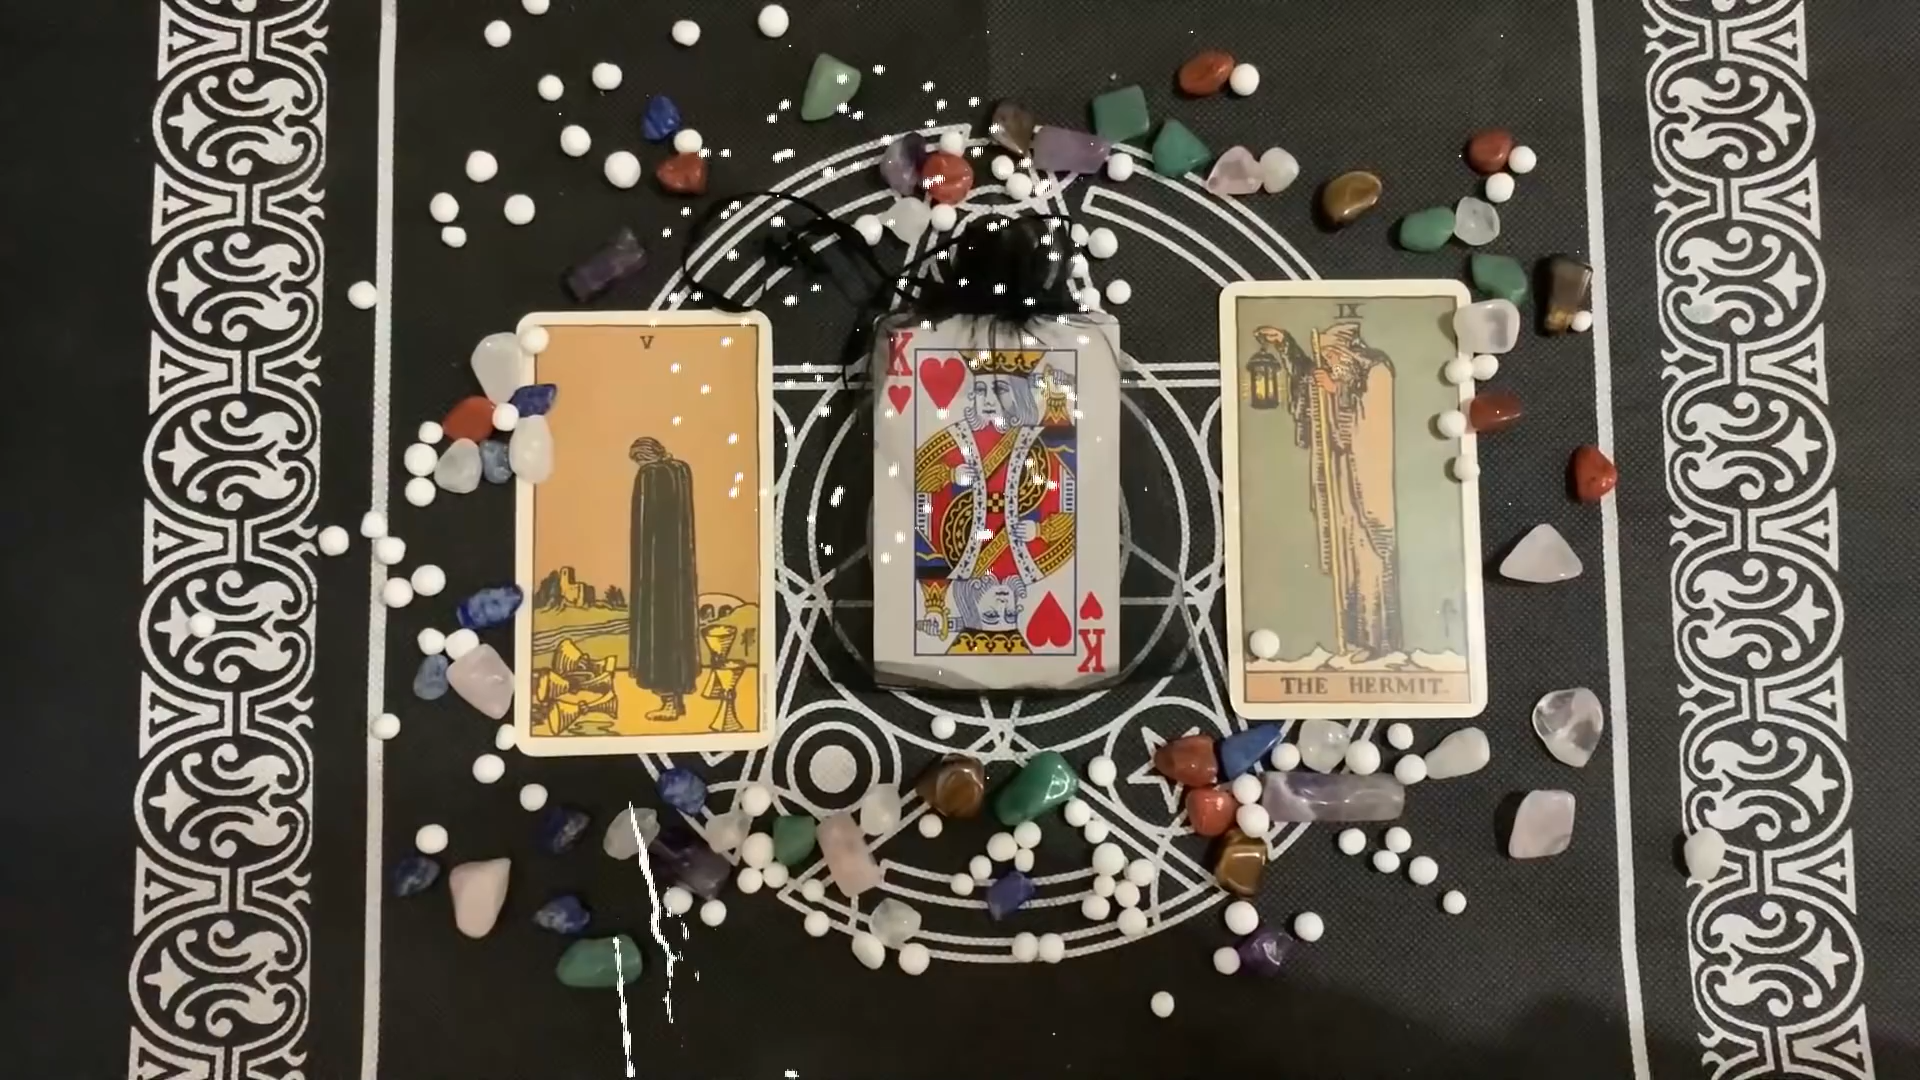 V
K
K
IX
THE HERMIT.